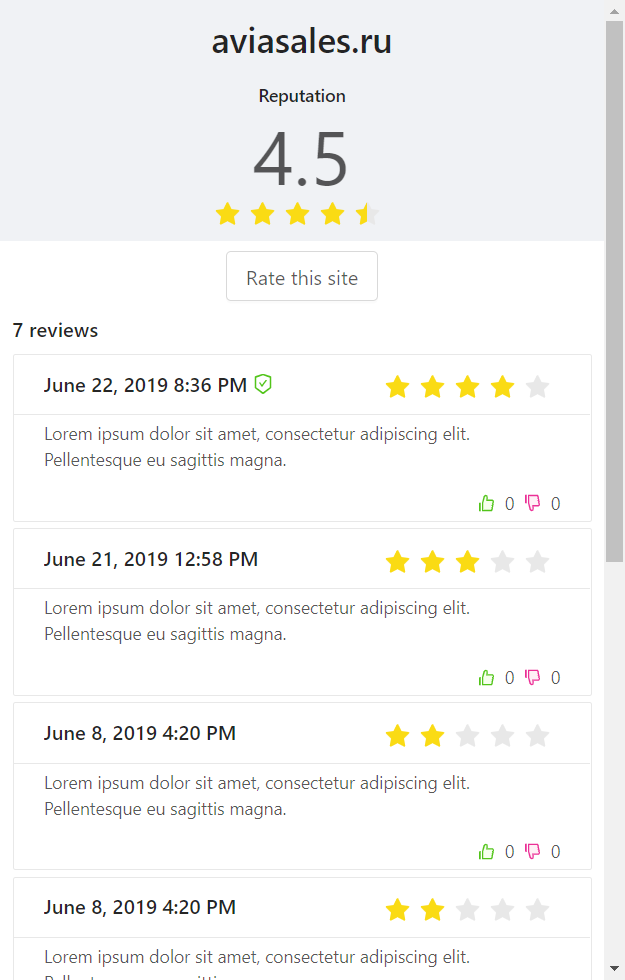 aviasales.ru
Reputation
4.5
Rate this site
7 reviews
June 22, 2019 8:36 PM
Lorem ipsum dolor sit amet, consectetur adipiscing elit.
Pellentesque eu sagittis magna.
0 0
June 21, 2019 12:58 PM
Lorem ipsum dolor sit amet, consectetur adipiscing elit.
Pellentesque eu sagittis magna.
0 0
June 8, 2019 4:20 PM
Lorem ipsum dolor sit amet, consectetur adipiscing elit.
Pellentesque eu sagittis magna.
0 0
June 8, 2019 4:20 PM
Lorem ipsum dolor sit amet, consectetur adipiscing elit.